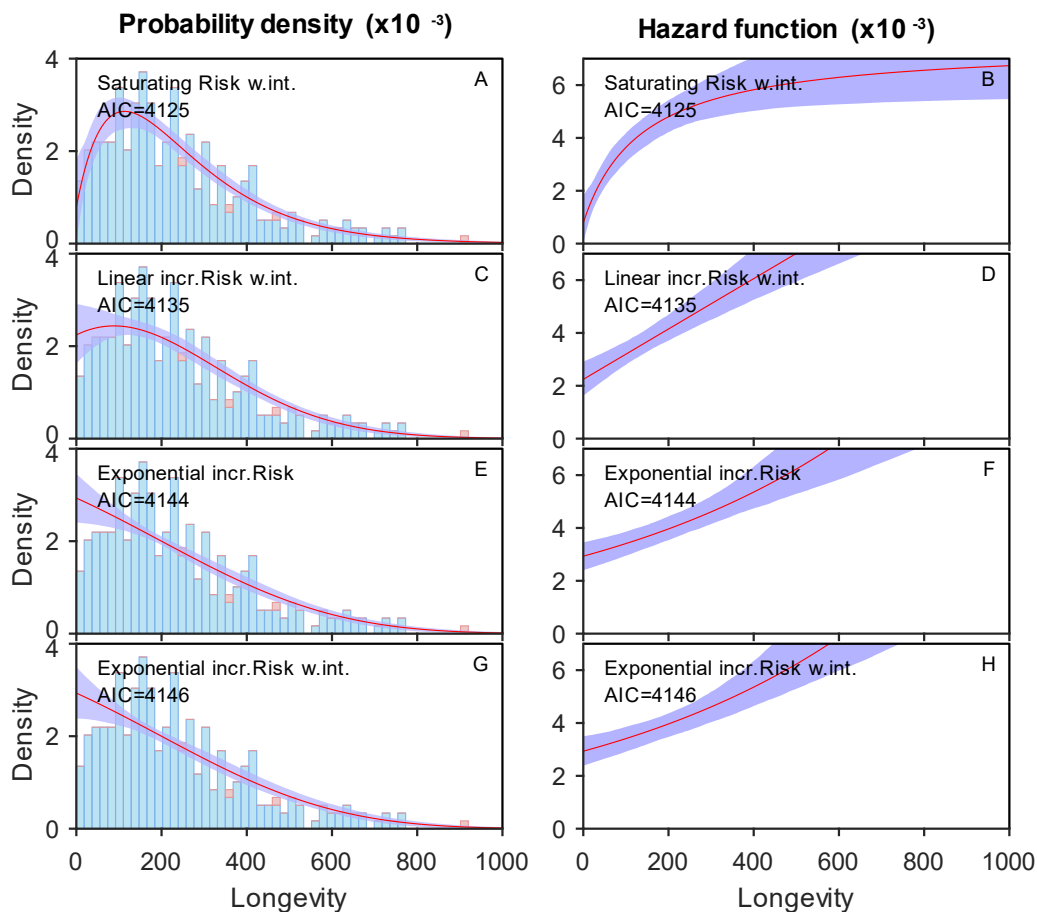 Probability density (x10 -3)
Hazard function (x10 -3)
Saturating Risk w.int.
AIC=4125
A
4
2
0
Density
Saturating Risk w.int.
AIC=4125
B
6
4
2
0
Linear incr.Risk w.int.
AIC=4135
C
4
2
0
Density
Linear incr.Risk w.int.
AIC=4135
D
6
4
2
0
Exponential incr.Risk
AIC=4144
E
4
2
0
Density
Exponential incr.Risk
AIC=4144
F
6
4
2
0
Exponential incr.Risk w.int.
AIC=4146
G
4
2
0
Density
0 200 400 600 800 1000
Longevity
Exponential incr.Risk w.int.
AIC=4146
H
6
4
2
0
0 200 400 600 800 1000
Longevity